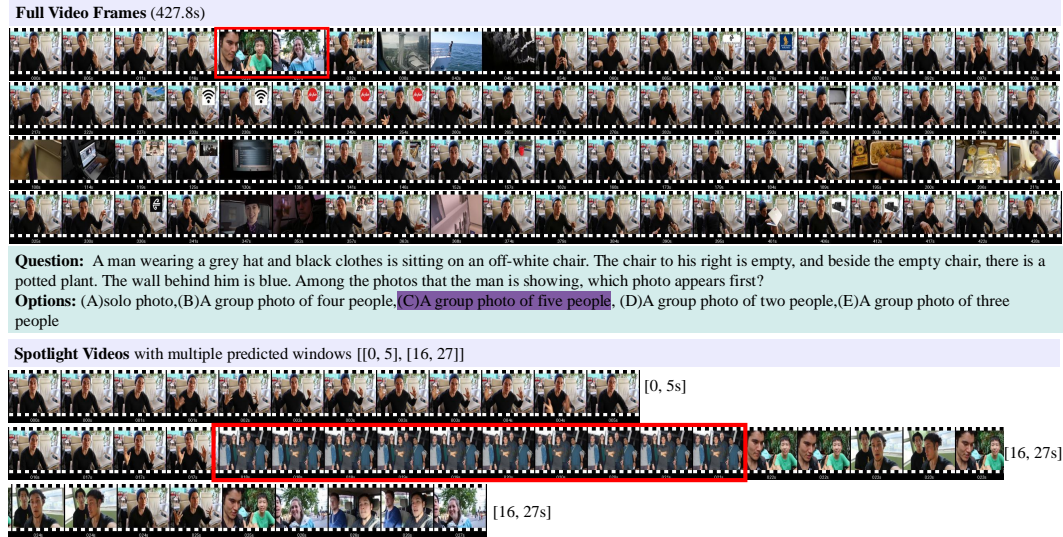 Full Video Frames (427.8s)
Question: A man wearing a grey hat and black clothes is sitting on an off-white chair. The chair to his right is empty, and beside the empty chair, there is a
potted plant. The wall behind him is blue. Among the photos that the man is showing, which photo appears first?
Options: (A)solo photo,(B)A group photo of four people,(C)A group photo of five people, (D)A group photo of two people,(E)A group photo of three
people
Spotlight Videos with multiple predicted windows [[0, 5], [16, 27]]
[0, 5s]
[16, 27s]
[16, 27s]